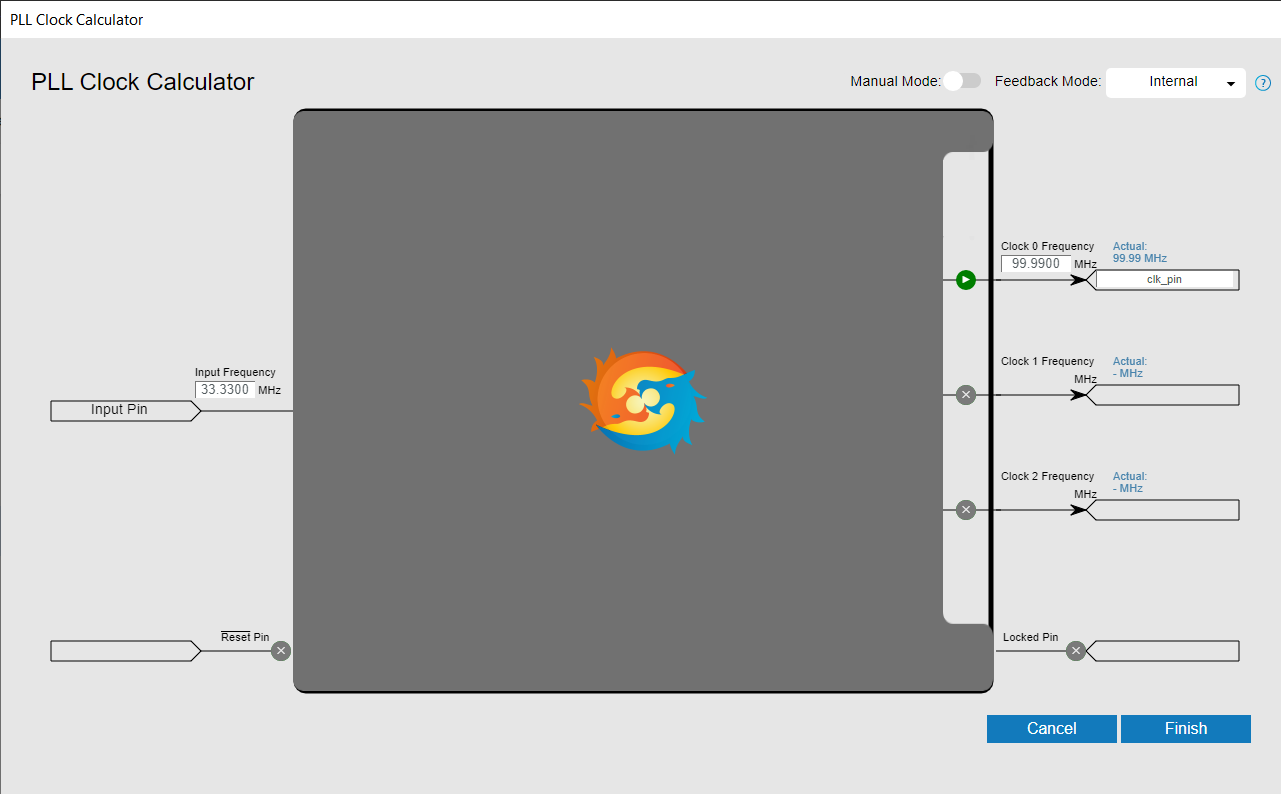 PLL Clock Calculator
PLL Clock Calculator
Manual Mode:
Feedback Mode:
Internal
?
Clock 0 Frequency
Actual:
99.9900 MHz
99.99 MHz
clk_pin
Input Frequency
33.3300 MHz
Input Pin
Clock 1 Frequency
Actual:
MHz
- MHz
Clock 2 Frequency
Actual:
MHz
- MHz
Reset Pin
Locked Pin
Cancel
Finish